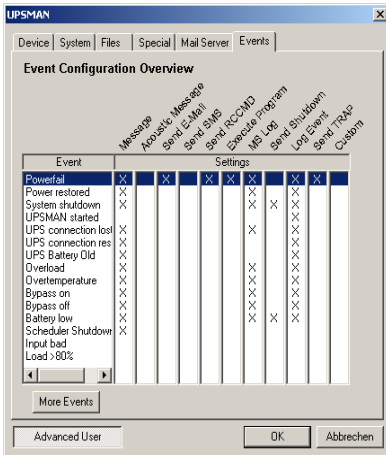 UPSMAN
Device System Files Special Mail Server Events
Event Configuration Overview
Message Acoustic Message Send E-Mail Send SMS Send RCCMD Execute Program MS Log Send Shutdown Log Event Send TRAP Custom
Event Settings
Powerfail X X X X X X X
Power restored X X X
System shutdown X X X X
UPSMAN started X
UPS connection lost X X X
UPS connection res X
UPS Battery Old X X
Overload X X X
Overtemperature X X X
Bypass on X X X
Bypass off X X X
Battery low X X X X
Scheduler Shutdown X
Input bad
Load >80%
More Events
Advanced User OK Abbrechen